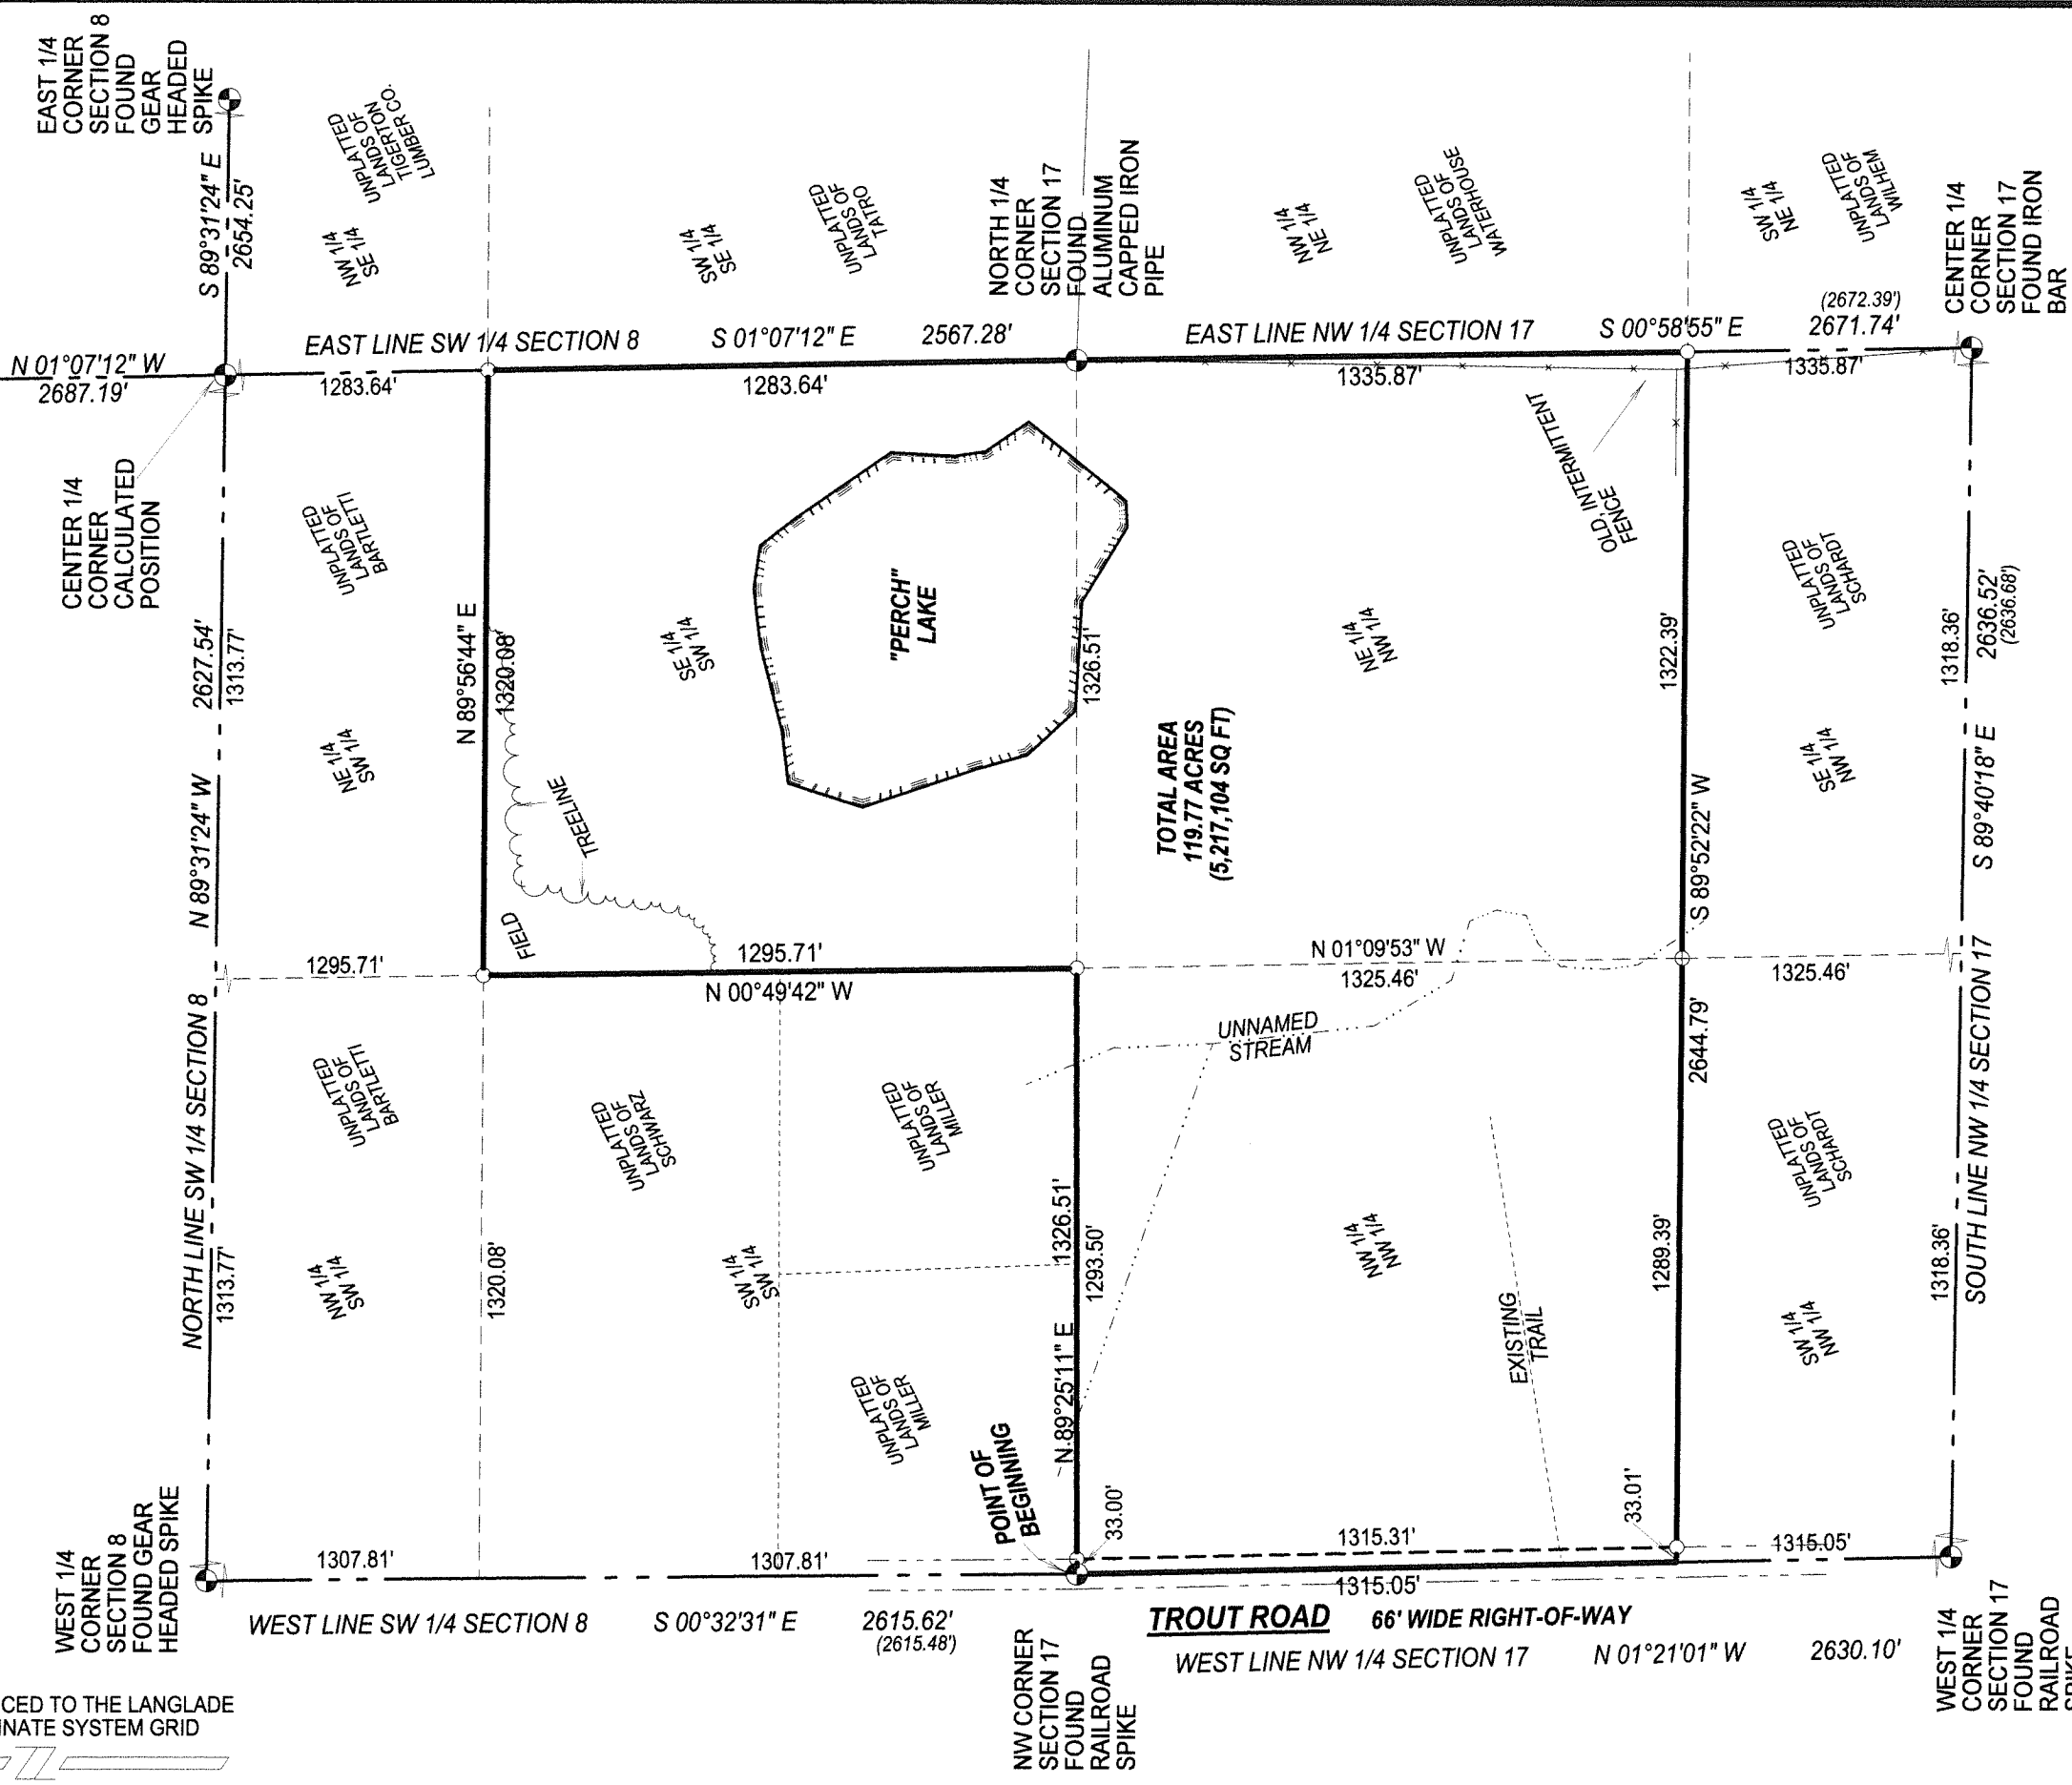 EAST 1/4
CORNER
SECTION 8
FOUND
GEAR
HEADED
SPIKE
S 89°31'24" E
2654.25'
UNPLATTED
LANDS OF
TIGERTON
LUMBER CO.
NW 1/4
SE 1/4
SW 1/4
SE 1/4
UNPLATTED
LANDS OF
TATRO
NORTH 1/4
CORNER
SECTION 17
FOUND
ALUMINUM
CAPPED IRON
PIPE
NW 1/4
NE 1/4
UNPLATTED
LANDS OF
WATERHOUSE
SW 1/4
NE 1/4
UNPLATTED
LANDS OF
WILHEM
CENTER 1/4
CORNER
SECTION 17
FOUND IRON
BAR
N 01°07'12" W
2687.19'
EAST LINE SW 1/4 SECTION 8
S 01°07'12" E
2567.28'
EAST LINE NW 1/4 SECTION 17
S 00°58'55" E
(2672.39')
2671.74'
1283.64'
1283.64'
1335.87'
1335.87'
CENTER 1/4
CORNER
CALCULATED
POSITION
UNPLATTED
LANDS OF
BARTLETTI
2627.54'
1313.77'
N 89°56'44" E
1320.08'
SE 1/4
SW 1/4
"PERCH"
LAKE
1326.51'
NE 1/4
NW 1/4
OLD, INTERMITTENT
FENCE
1322.39'
UNPLATTED
LANDS OF
SCHARDT
1318.36'
2636.52'
(2636.68')
N 89°31'24" W
NE 1/4
SW 1/4
TREELINE
FIELD
TOTAL AREA
119.77 ACRES
(5,217,104 SQ FT)
S 89°52'22" W
SE 1/4
NW 1/4
S 89°40'18" E
1295.71'
1295.71'
N 00°49'42" W
N 01°09'53" W
1325.46'
1325.46'
NORTH LINE SW 1/4 SECTION 8
1313.77'
UNPLATTED
LANDS OF
BARTLETTI
UNPLATTED
LANDS OF
SCHWARZ
UNPLATTED
LANDS OF
MILLER
UNNAMED
STREAM
2644.79'
UNPLATTED
LANDS OF
SCHARDT
SOUTH LINE NW 1/4 SECTION 17
NW 1/4
SW 1/4
1320.08'
SW 1/4
SW 1/4
1326.51'
1293.50'
N 89°25'11" E
NW 1/4
NW 1/4
1289.39'
EXISTING
TRAIL
1318.36'
SW 1/4
NW 1/4
UNPLATTED
LANDS OF
MILLER
POINT OF
BEGINNING
33.00'
33.01'
WEST 1/4
CORNER
SECTION 8
FOUND GEAR
HEADED SPIKE
1307.81'
1307.81'
1315.31'
1315.05'
1315.05'
WEST LINE SW 1/4 SECTION 8
S 00°32'31" E
2615.62'
(2615.48')
TROUT ROAD
66' WIDE RIGHT-OF-WAY
WEST LINE NW 1/4 SECTION 17
N 01°21'01" W
2630.10'
NW CORNER
SECTION 17
FOUND
RAILROAD
SPIKE
WEST 1/4
CORNER
SECTION 17
FOUND
RAILROAD
SPIKE
CED TO THE LANGLADE
INATE SYSTEM GRID